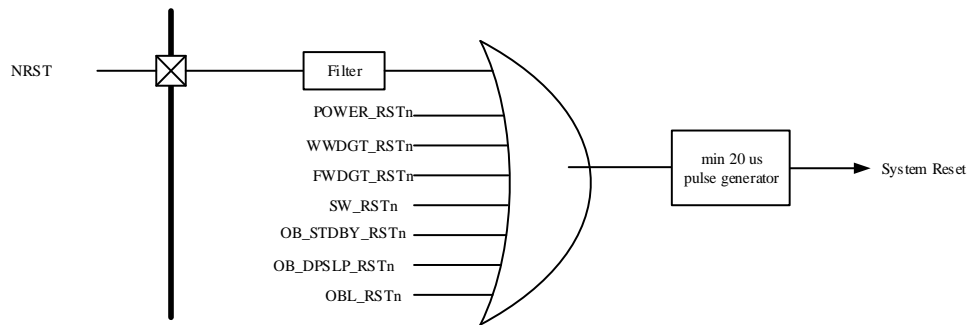 NRST
Filter
POWER_RSTn
WWDGT_RSTn
FWDGT_RSTn
SW_RSTn
OB_STDBY_RSTn
OB_DPSLP_RSTn
OBL_RSTn
min 20 us
pulse generator
System Reset